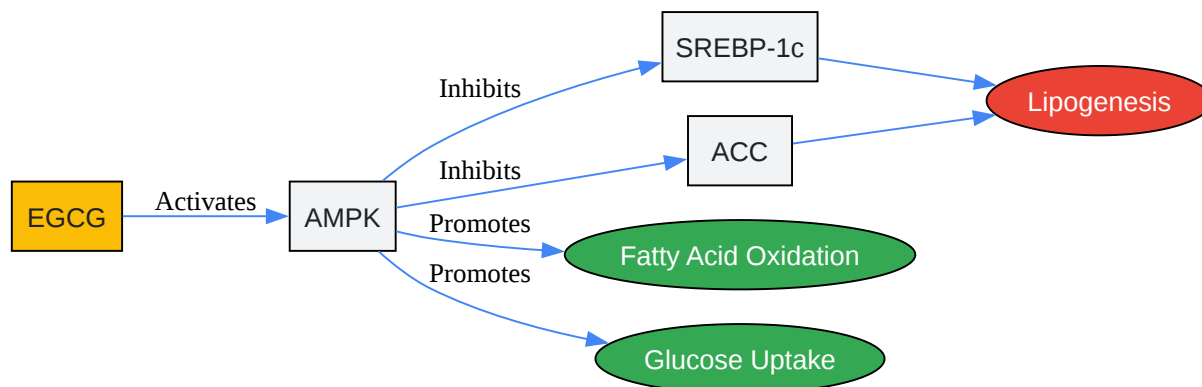 SREBP-1c
Inhibits
Lipogenesis
ACC
Inhibits
EGCG
Activates
AMPK
Promotes
Fatty Acid Oxidation
Promotes
Glucose Uptake